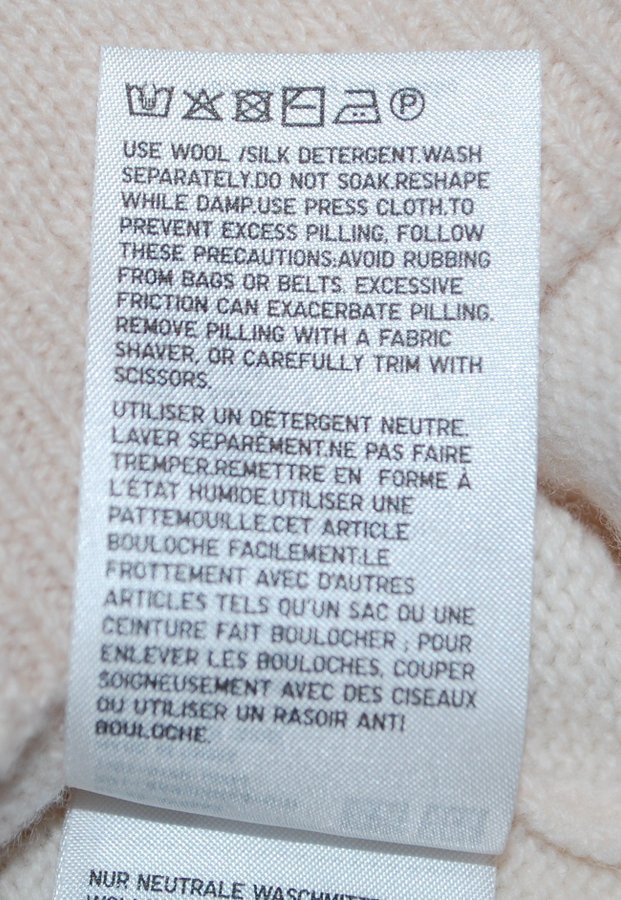 P
USE WOOL /SILK DETERGENT.WASH
SEPARATELY.DO NOT SOAK.RESHAPE
WHILE DAMP.USE PRESS CLOTH.TO
PREVENT EXCESS PILLING, FOLLOW
THESE PRECAUTIONS:AVOID RUBBING
FROM BAGS OR BELTS. EXCESSIVE
FRICTION CAN EXACERBATE PILLING.
REMOVE PILLING WITH A FABRIC
SHAVER, OR CAREFULLY TRIM WITH
SCISSORS.
UTILISER UN DÉTERGENT NEUTRE.
LAVER SÉPARÉMENT.NE PAS FAIRE
TREMPER.REMETTRE EN FORME À
L'ÉTAT HUMIDE.UTILISER UNE
PATTEMOUILLE.CET ARTICLE
BOULOCHE FACILEMENT:LE
FROTTEMENT AVEC D'AUTRES
ARTICLES TELS QU'UN SAC OU UNE
CEINTURE FAIT BOULOCHER ; POUR
ENLEVER LES BOULOCHES, COUPER
SOIGNEUSEMENT AVEC DES CISEAUX
OU UTILISER UN RASOIR ANTI
BOULOCHE.
NUR NEUTRALE